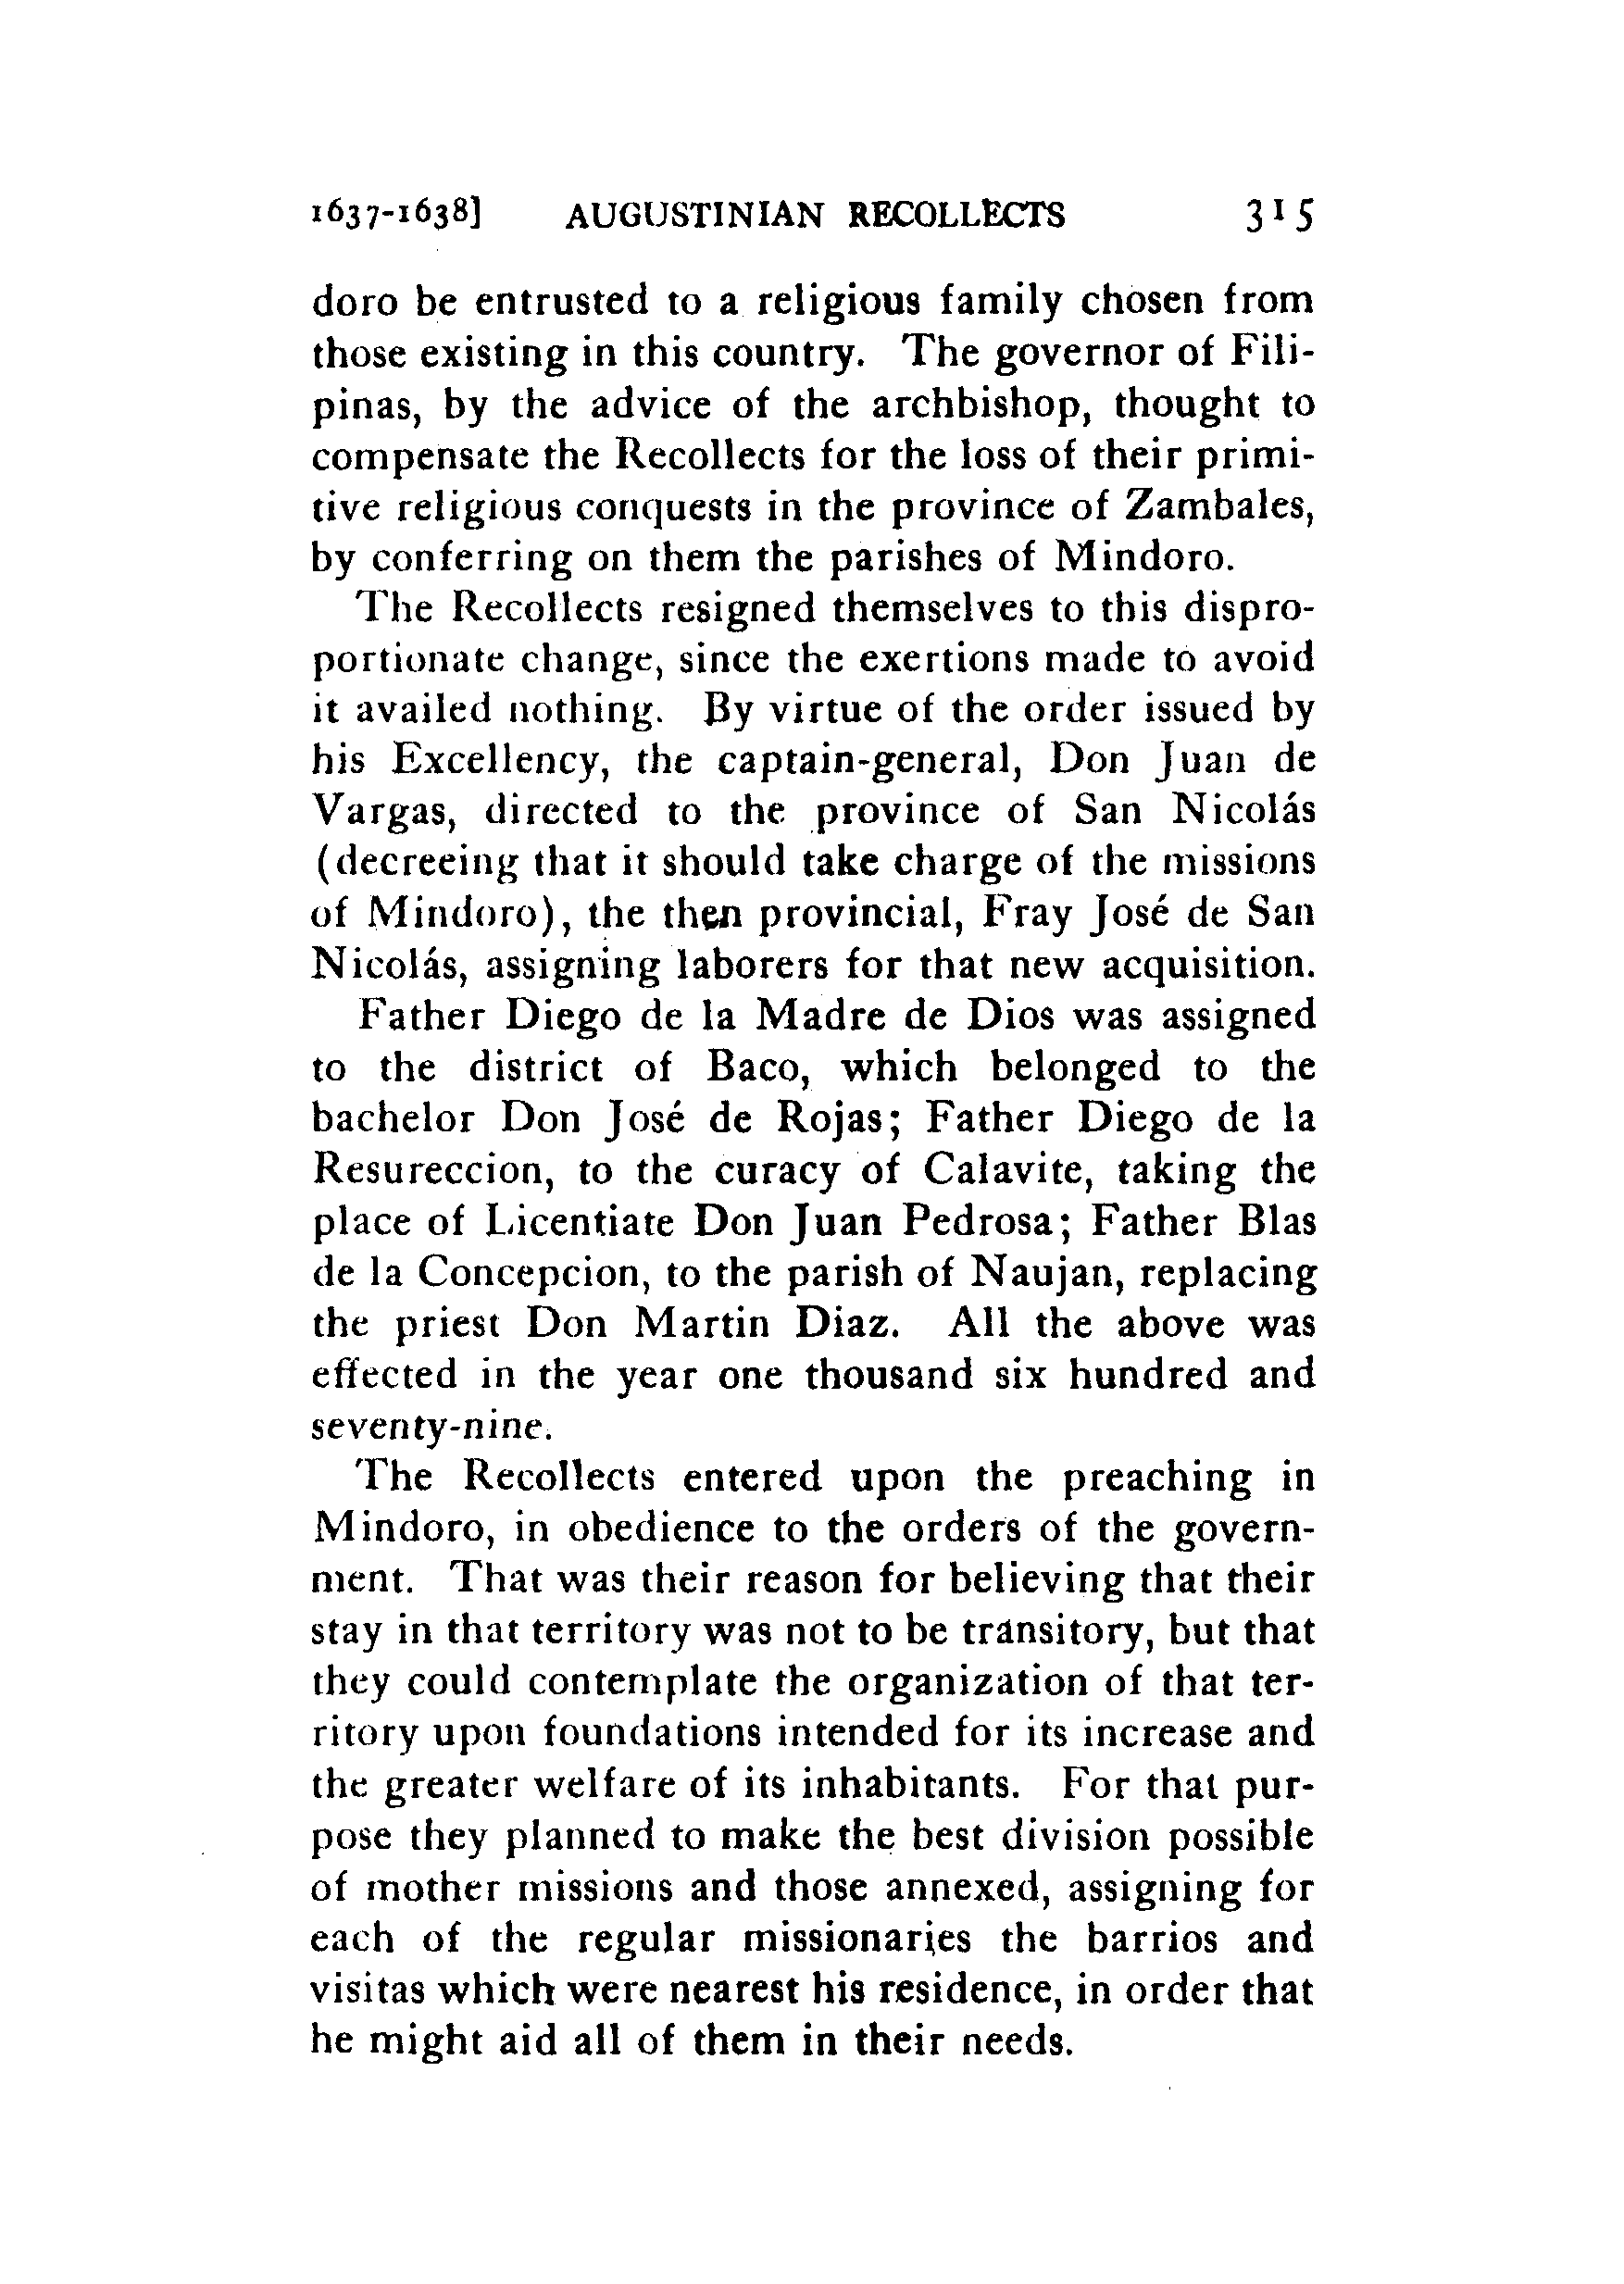 1637-1638] AUGUSTINIAN RECOLLECTS 315
doro be entrusted to a religious family chosen from
those existing in this country. The governor of Fili-
pinas, by the advice of the archbishop, thought to
compensate the Recollects for the loss of their primi-
tive religious conquests in the province of Zambales,
by conferring on them the parishes of Mindoro.
The Recollects resigned themselves to this dispro-
portionate change, since the exertions made to avoid
it availed nothing. By virtue of the order issued by
his Excellency, the captain-general, Don Juan de
Vargas, directed to the province of San Nicolás
(decreeing that it should take charge of the missions
of Mindoro), the then provincial, Fray José de San
Nicolás, assigning laborers for that new acquisition.
Father Diego de la Madre de Dios was assigned
to the district of Baco, which belonged to the
bachelor Don José de Rojas; Father Diego de la
Resureccion, to the curacy of Calavite, taking the
place of Licentiate Don Juan Pedrosa; Father Blas
de la Concepcion, to the parish of Naujan, replacing
the priest Don Martin Diaz. All the above was
effected in the year one thousand six hundred and
seventy-nine.
The Recollects entered upon the preaching in
Mindoro, in obedience to the orders of the govern-
ment. That was their reason for believing that their
stay in that territory was not to be transitory, but that
they could contemplate the organization of that ter-
ritory upon foundations intended for its increase and
the greater welfare of its inhabitants. For that pur-
pose they planned to make the best division possible
of mother missions and those annexed, assigning for
each of the regular missionaries the barrios and
visitas which were nearest his residence, in order that
he might aid all of them in their needs.